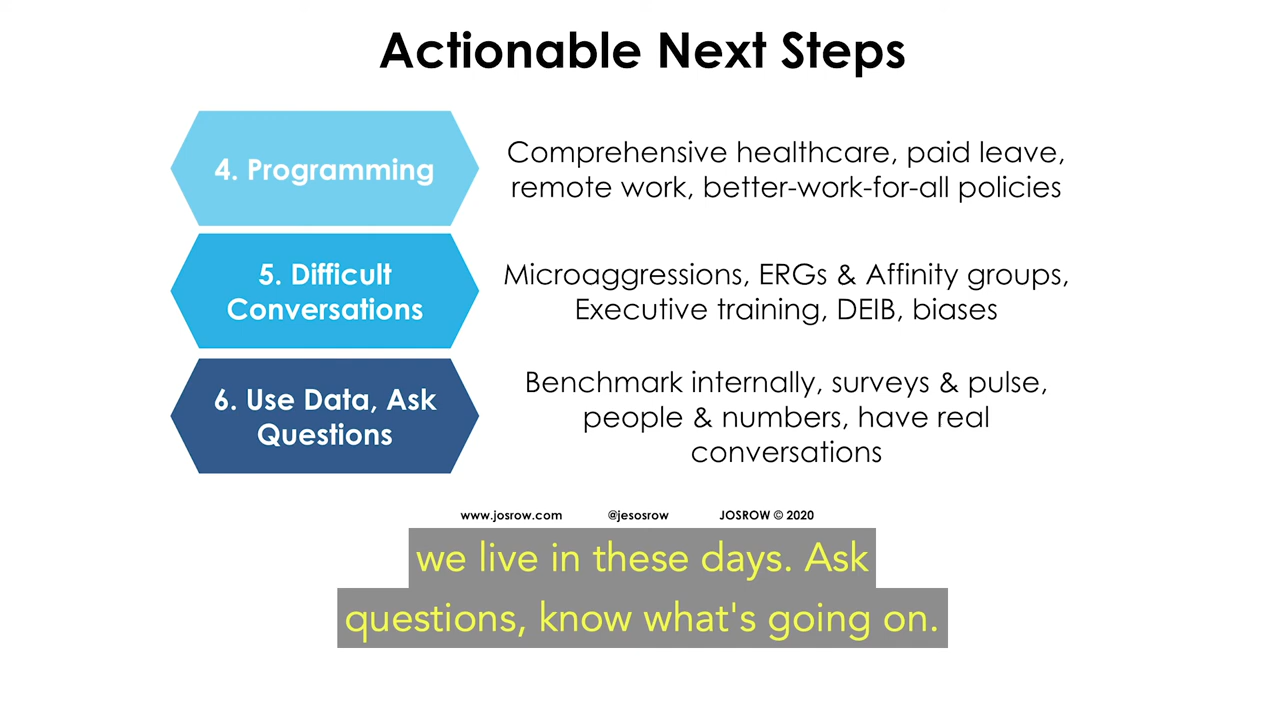 Actionable Next Steps
4. Programming
Comprehensive healthcare, paid leave,
remote work, better-work-for-all policies
5. Difficult
Conversations
Microaggressions, ERGs & Affinity groups,
Executive training, DEIB, biases
6. Use Data, Ask
Questions
Benchmark internally, surveys & pulse,
people & numbers, have real
conversations
www.josrow.com @jesosrow JOSROW © 2020
we live in these days. Ask
questions, know what's going on.